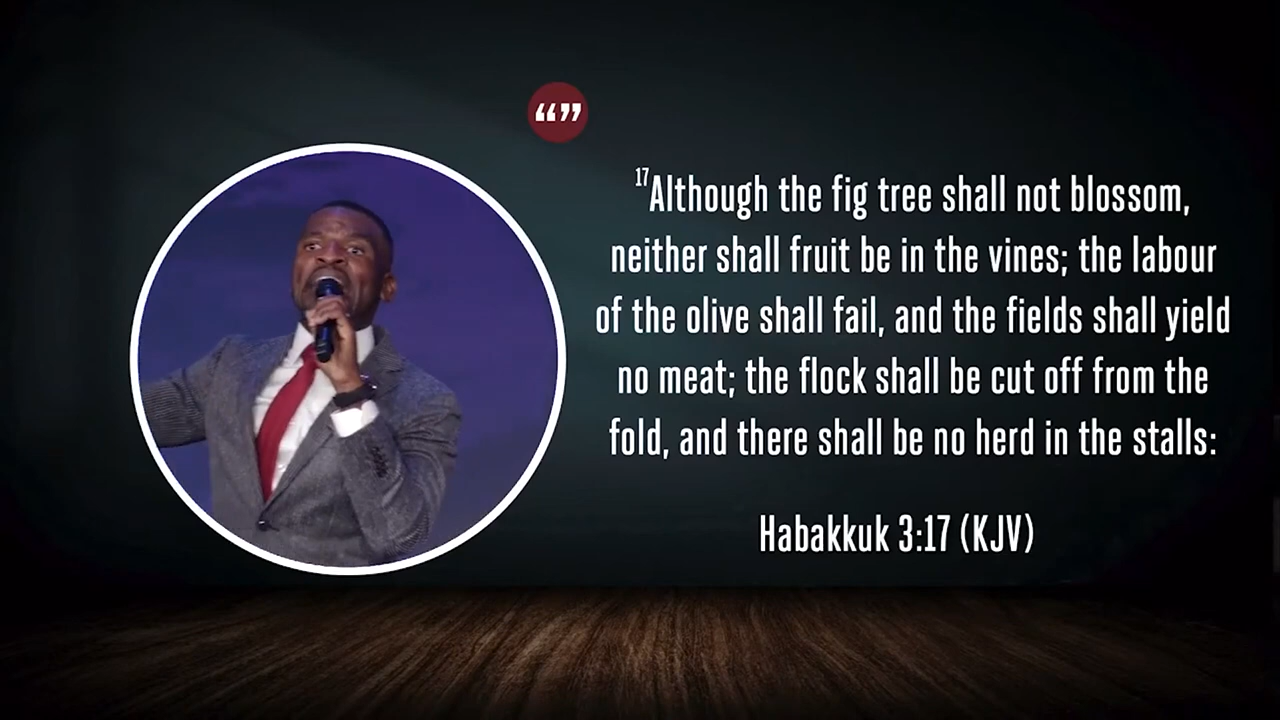 “”
17Although the fig tree shall not blossom,
neither shall fruit be in the vines; the labour
of the olive shall fail, and the fields shall yield
no meat; the flock shall be cut off from the
fold, and there shall be no herd in the stalls:
Habakkuk 3:17 (KJV)